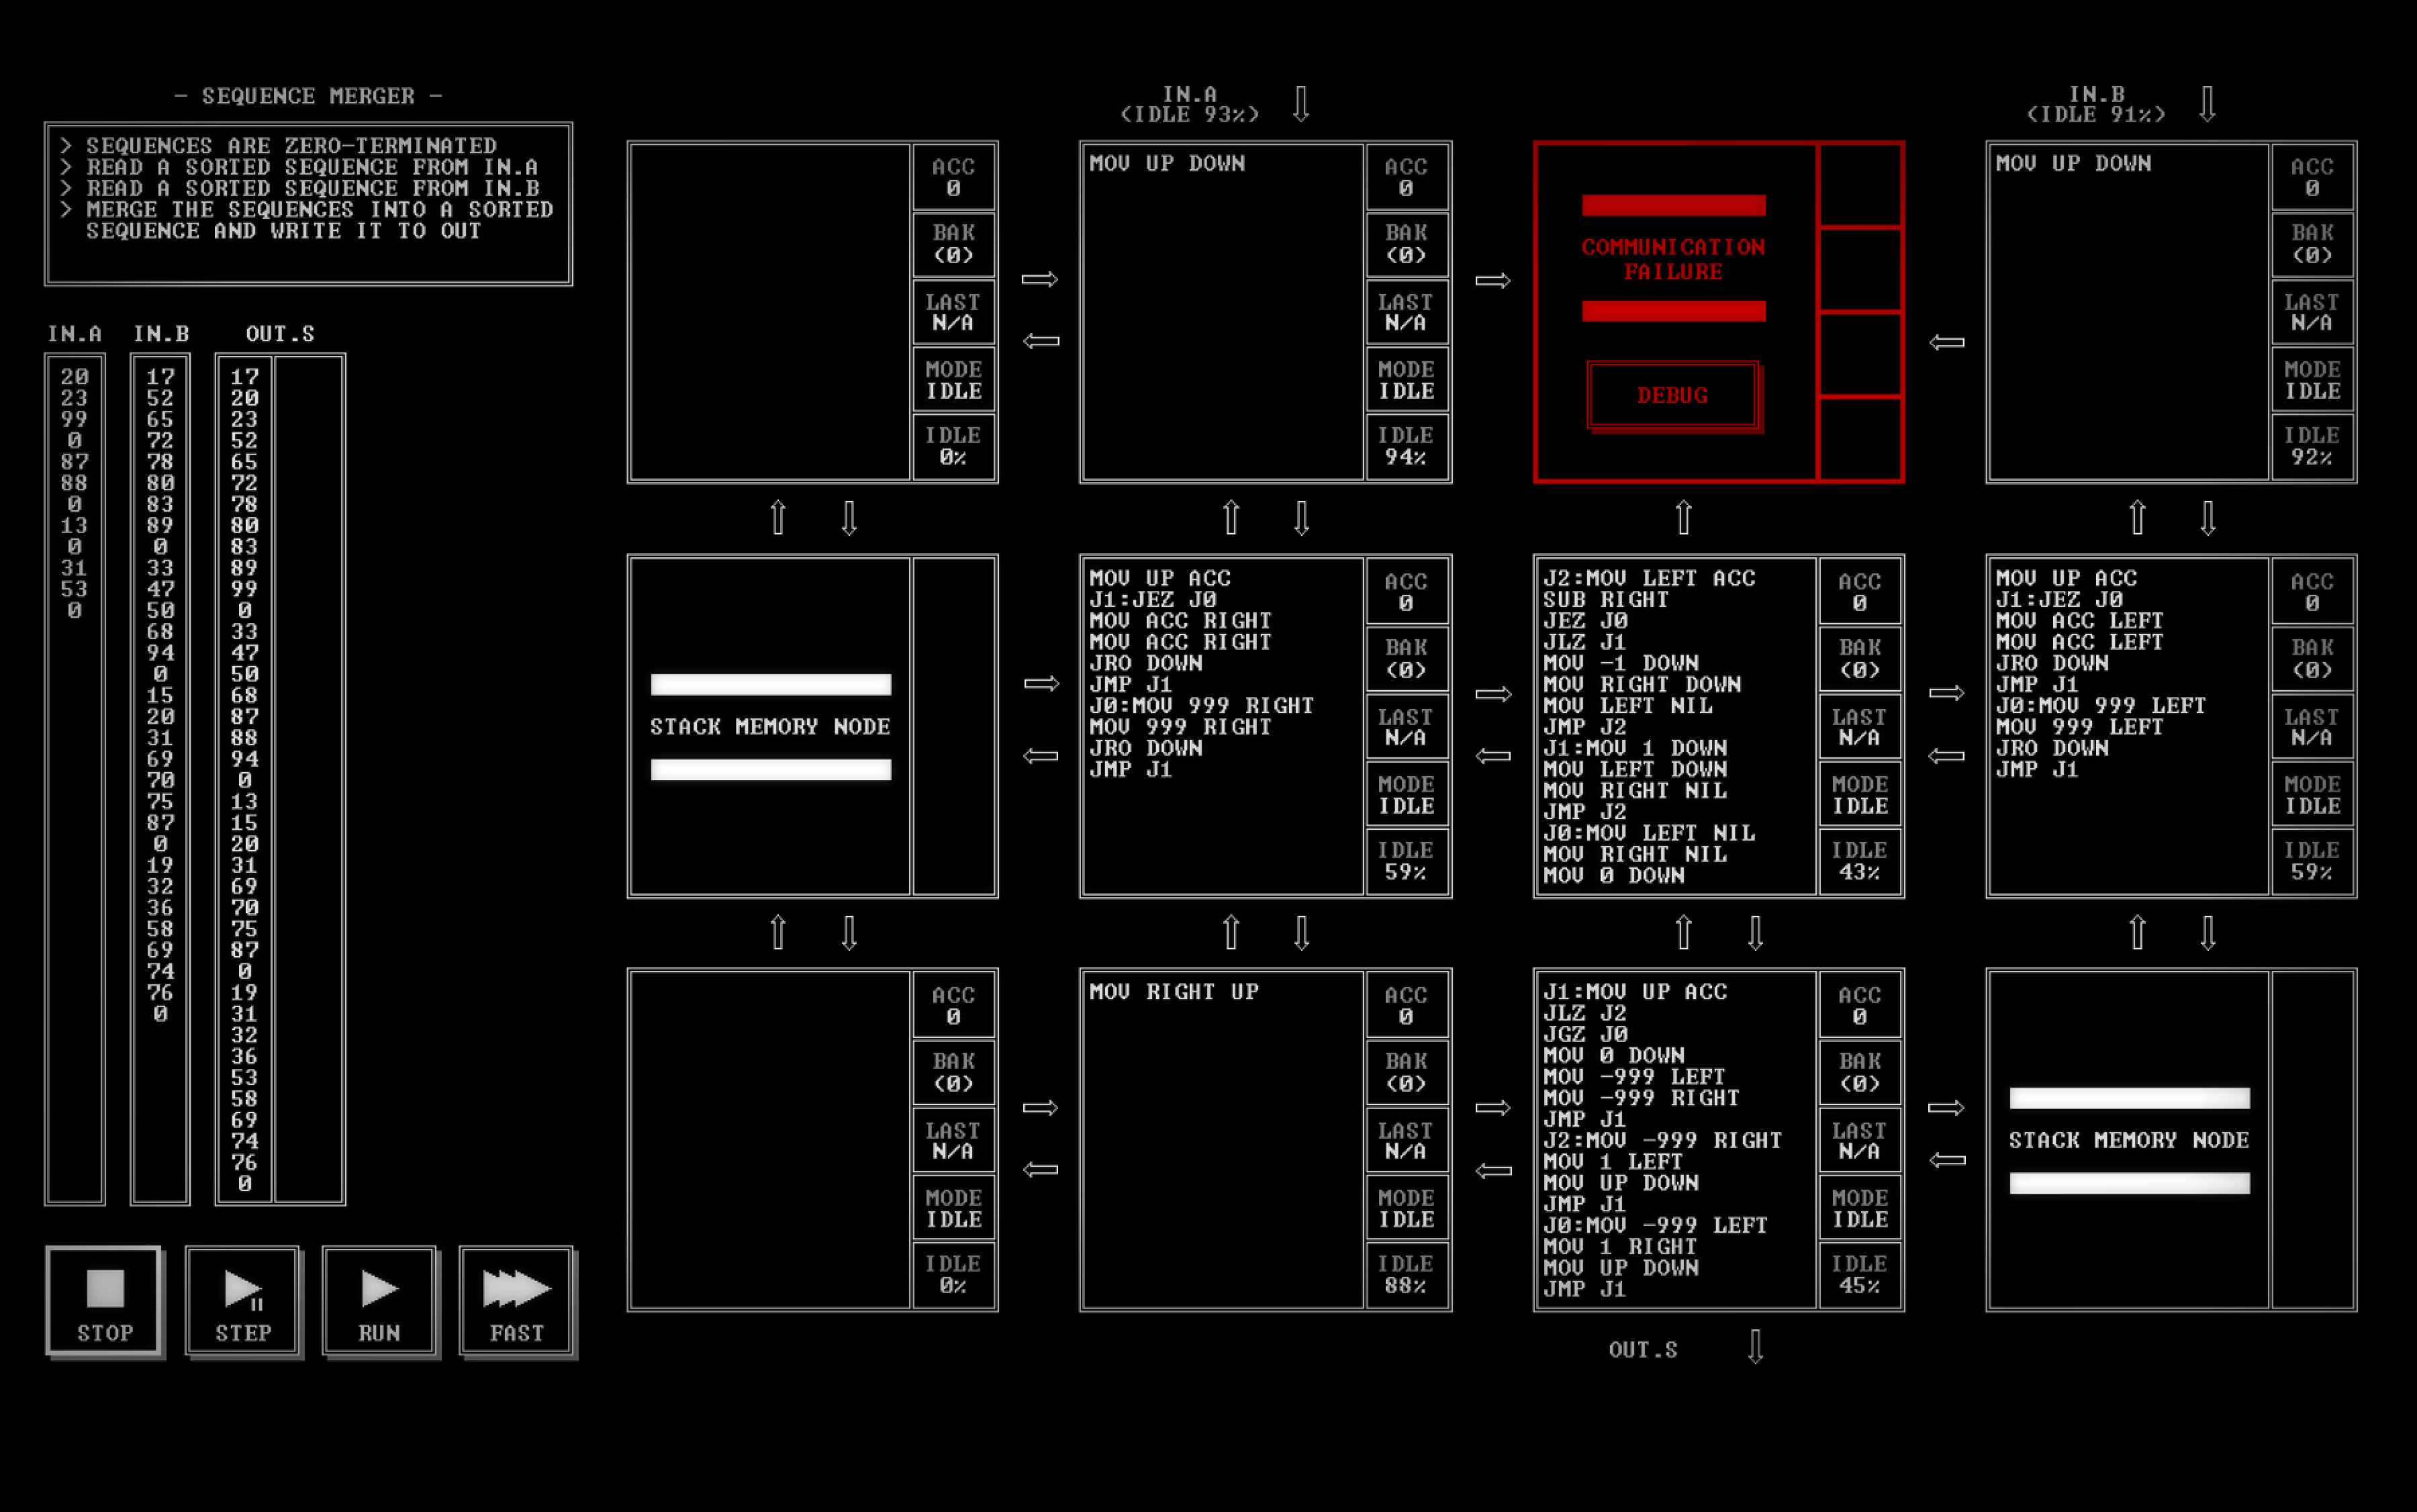 - SEQUENCE MERGER -
> SEQUENCES ARE ZERO-TERMINATED
> READ A SORTED SEQUENCE FROM IN.A
> READ A SORTED SEQUENCE FROM IN.B
> MERGE THE SEQUENCES INTO A SORTED
SEQUENCE AND WRITE IT TO OUT
IN.A IN.B OUT.S
20 17 17
23 52 20
99 65 23
0 72 52
87 78 65
88 80 72
0 83 78
13 89 80
0 0 83
31 33 89
53 47 99
0 50 0
68 33
94 47
0 50
15 68
20 87
31 88
69 94
70 0
75 13
87 15
0 20
19 31
32 69
36 70
58 75
69 87
74 0
76 19
0 31
32
36
53
58
69
74
76
0
STOP
STEP
RUN
FAST
IN.A
(IDLE 93%)
IN.B
(IDLE 91%)
ACC
0
BAK
(0)
LAST
N/A
MODE
IDLE
IDLE
0%
MOV UP DOWN
ACC
0
BAK
(0)
LAST
N/A
MODE
IDLE
IDLE
94%
COMMUNICATION
FAILURE
DEBUG
MOV UP DOWN
ACC
0
BAK
(0)
LAST
N/A
MODE
IDLE
IDLE
92%
STACK MEMORY NODE
MOV UP ACC
J1:JEZ J0
MOV ACC RIGHT
MOV ACC RIGHT
JRO DOWN
JMP J1
J0:MOV 999 RIGHT
MOV 999 RIGHT
JRO DOWN
JMP J1
ACC
0
BAK
(0)
LAST
N/A
MODE
IDLE
IDLE
59%
J2:MOV LEFT ACC
SUB RIGHT
JEZ J0
JLZ J1
MOV -1 DOWN
MOV RIGHT DOWN
MOV LEFT NIL
JMP J2
J1:MOV 1 DOWN
MOV LEFT DOWN
MOV RIGHT NIL
JMP J2
J0:MOV LEFT NIL
MOV RIGHT NIL
MOV 0 DOWN
ACC
0
BAK
(0)
LAST
N/A
MODE
IDLE
IDLE
43%
MOV UP ACC
J1:JEZ J0
MOV ACC LEFT
MOV ACC LEFT
JRO DOWN
JMP J1
J0:MOV 999 LEFT
MOV 999 LEFT
JRO DOWN
JMP J1
ACC
0
BAK
(0)
LAST
N/A
MODE
IDLE
IDLE
59%
ACC
0
BAK
(0)
LAST
N/A
MODE
IDLE
IDLE
0%
MOV RIGHT UP
ACC
0
BAK
(0)
LAST
N/A
MODE
IDLE
IDLE
88%
J1:MOV UP ACC
JLZ J2
JGZ J0
MOV 0 DOWN
MOV -999 LEFT
MOV -999 RIGHT
JMP J1
J2:MOV -999 RIGHT
MOV 1 LEFT
MOV UP DOWN
JMP J1
J0:MOV -999 LEFT
MOV 1 RIGHT
MOV UP DOWN
JMP J1
ACC
0
BAK
(0)
LAST
N/A
MODE
IDLE
IDLE
45%
STACK MEMORY NODE
OUT.S